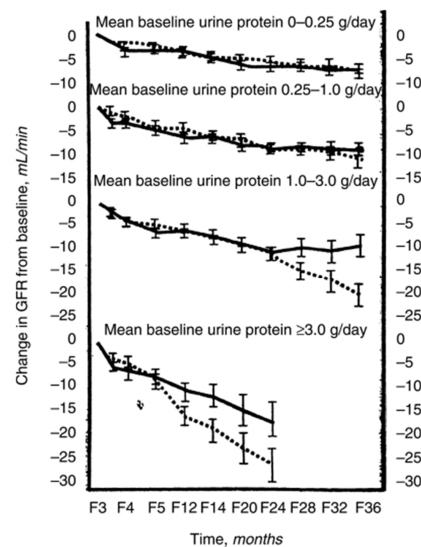 Mean baseline urine protein 0–0.25 g/day
0 0
–5 –5
–10 –10
Mean baseline urine protein 0.25–1.0 g/day
0 0
–5 –5
–10 –10
–15 –15
Mean baseline urine protein 1.0–3.0 g/day
0 0
–5 –5
–10 –10
–15 –15
–20 –20
–25 –25
Mean baseline urine protein ≥3.0 g/day
0 0
–5 –5
–10 –10
–15 –15
–20 –20
–25 –25
–30 –30
Change in GFR from baseline, mL/min
F3 F4 F5 F12 F14 F20 F24 F28 F32 F36
Time, months